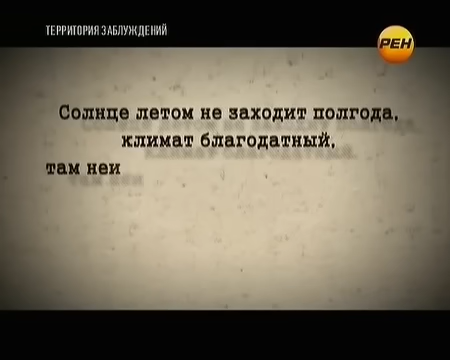 ТЕРРИТОРИЯ ЗАБЛУЖДЕНИЙ
РЕН
Солнце летом не заходит полгода,
климат благодатный,
там неи